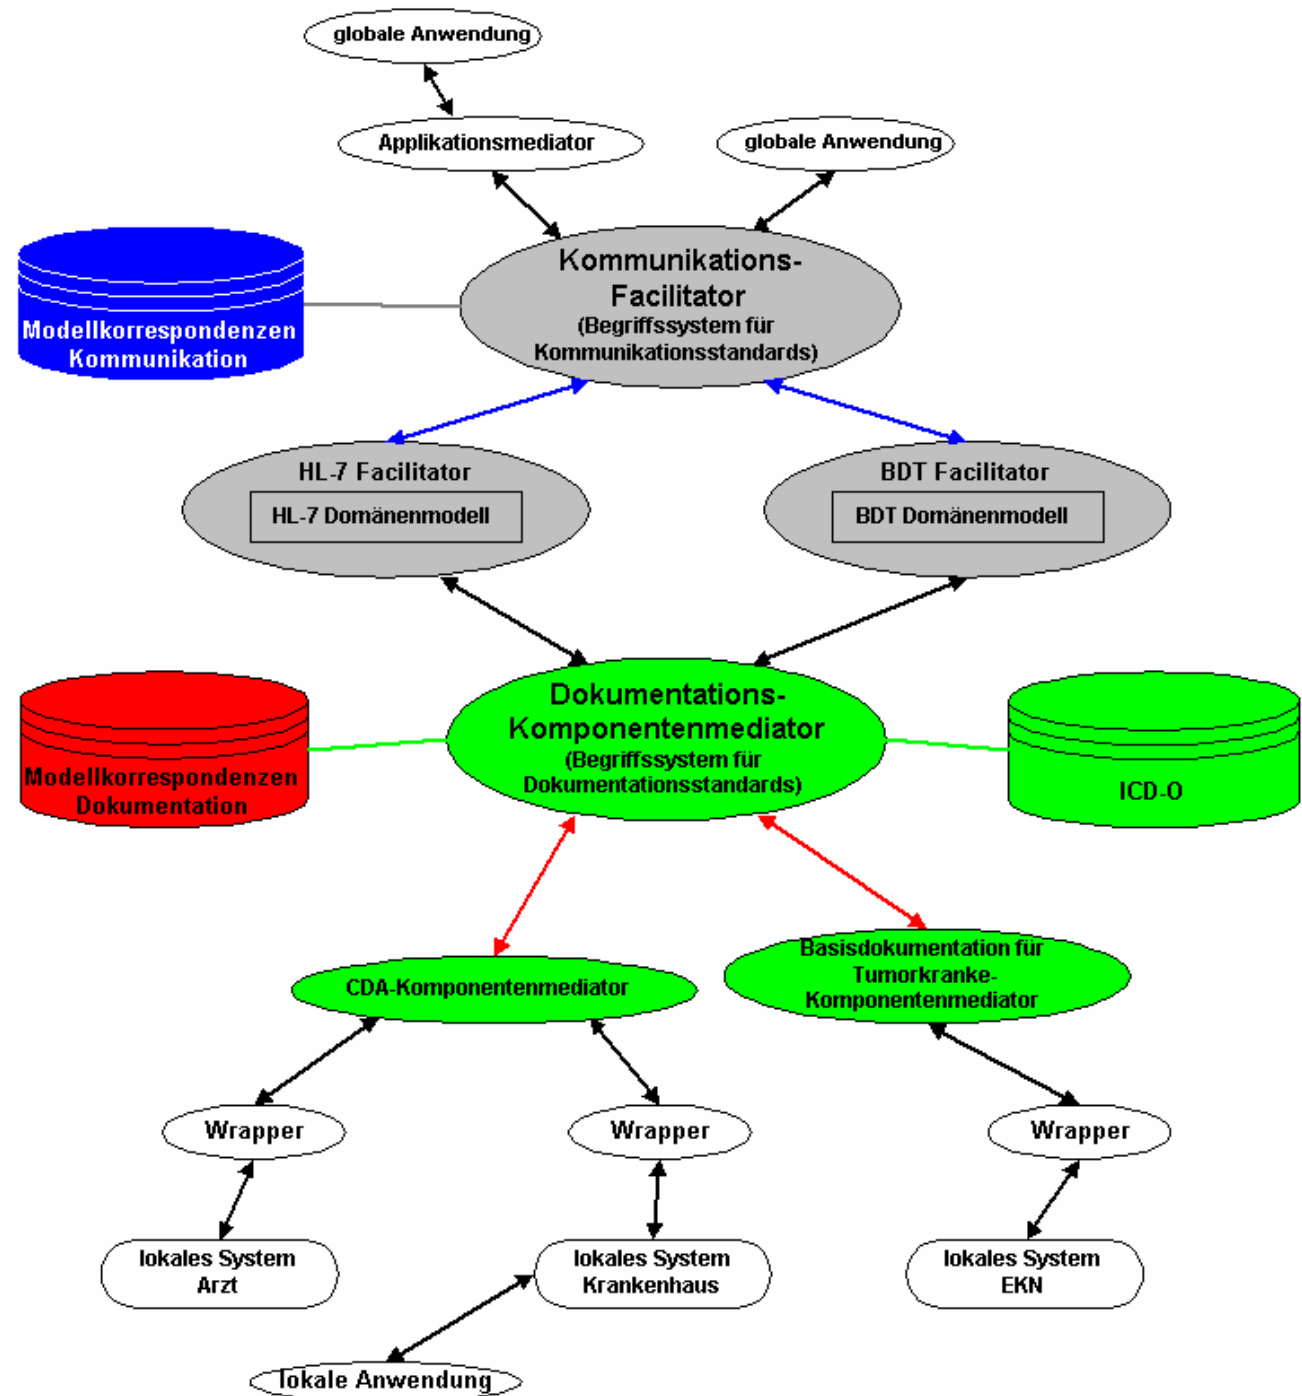 globale Anwendung
Applikationsmediator
globale Anwendung
Kommunikations-
Facilitator
(Begriffssystem für
Kommunikationsstandards)
Modellkorrespondenzen
Kommunikation
HL-7 Facilitator
HL-7 Domänenmodell
BDT Facilitator
BDT Domänenmodell
Dokumentations-
Komponentenmediator
(Begriffssystem für
Dokumentationsstandards)
Modellkorrespondenzen
Dokumentation
ICD-O
CDA-Komponentenmediator
Basisdokumentation für
Tumorkranke-
Komponentenmediator
Wrapper
Wrapper
Wrapper
lokales System
Arzt
lokales System
Krankenhaus
lokales System
EKN
lokale Anwendung